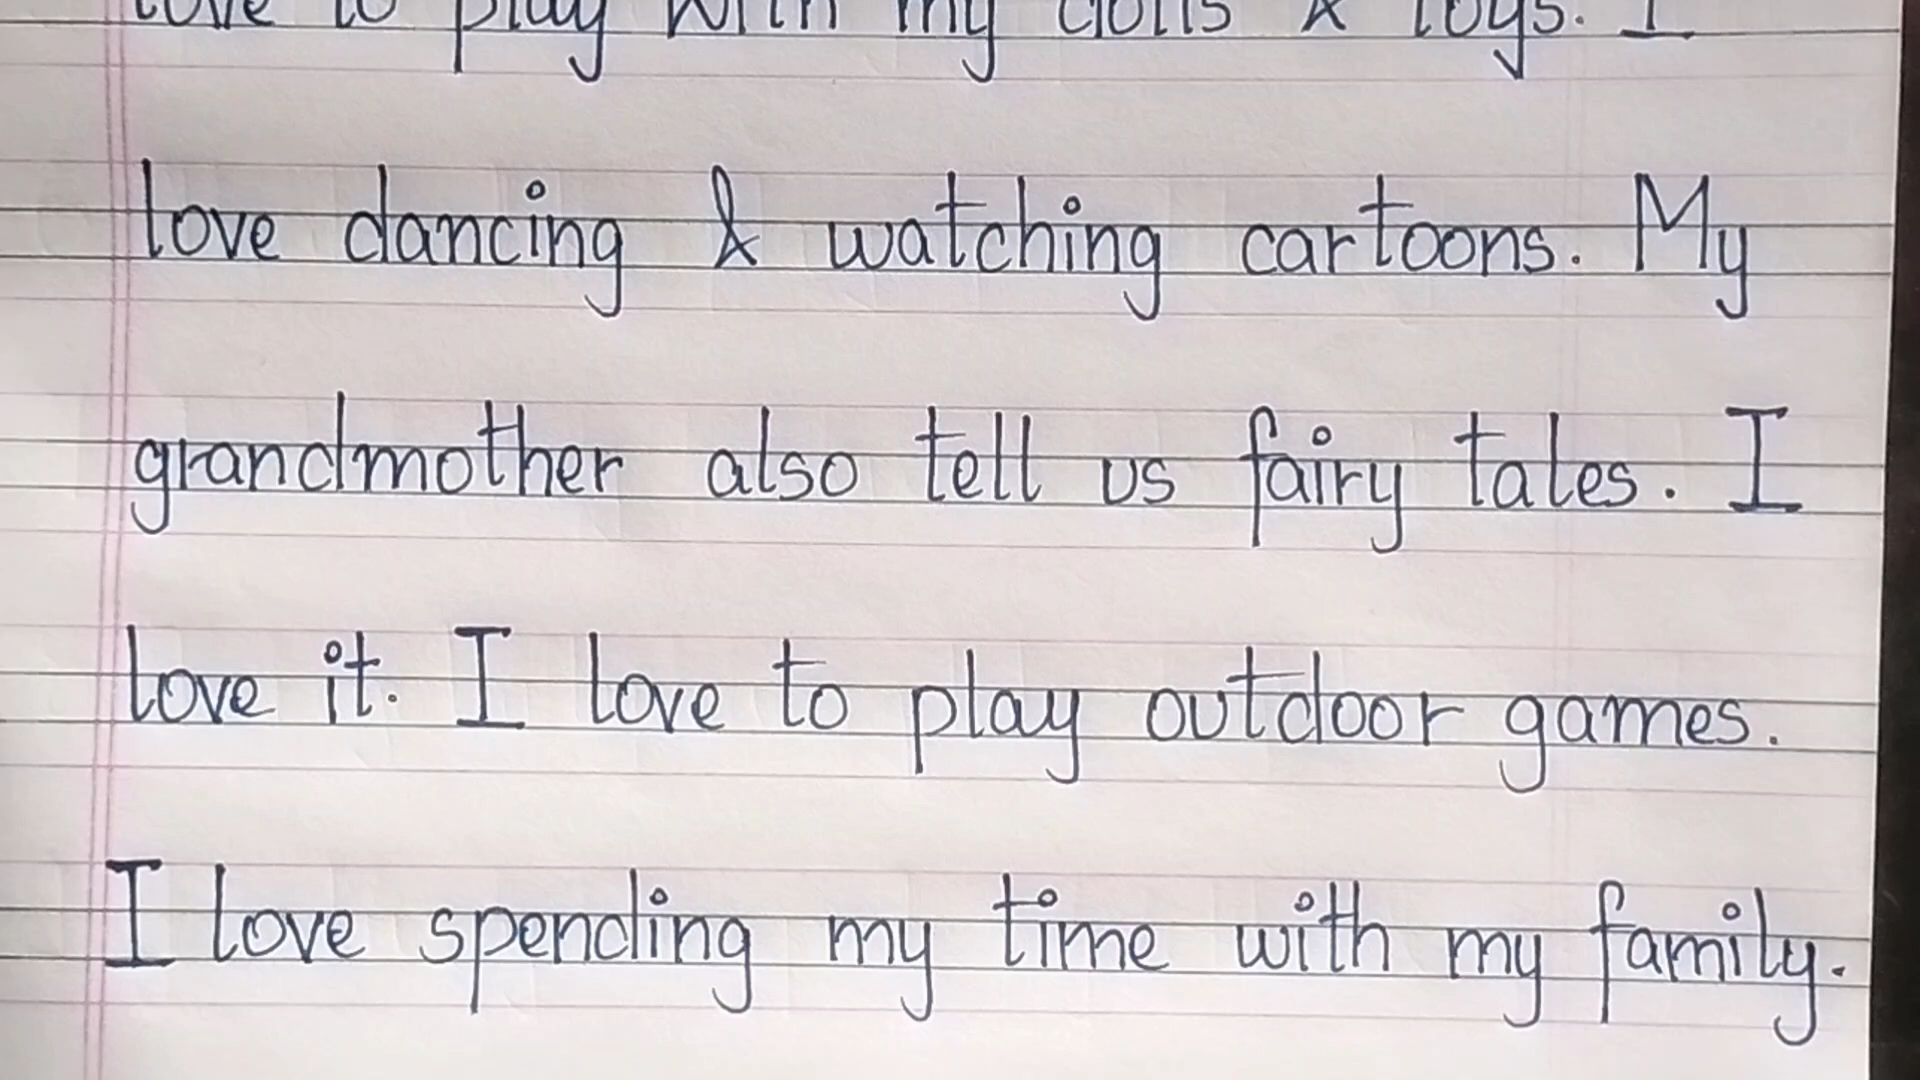 love to play with my dolls & toys. I
love dancing & watching cartoons. My
grandmother also tell us fairy tales. I
love it. I love to play outdoor games.
I love spending my time with my family.